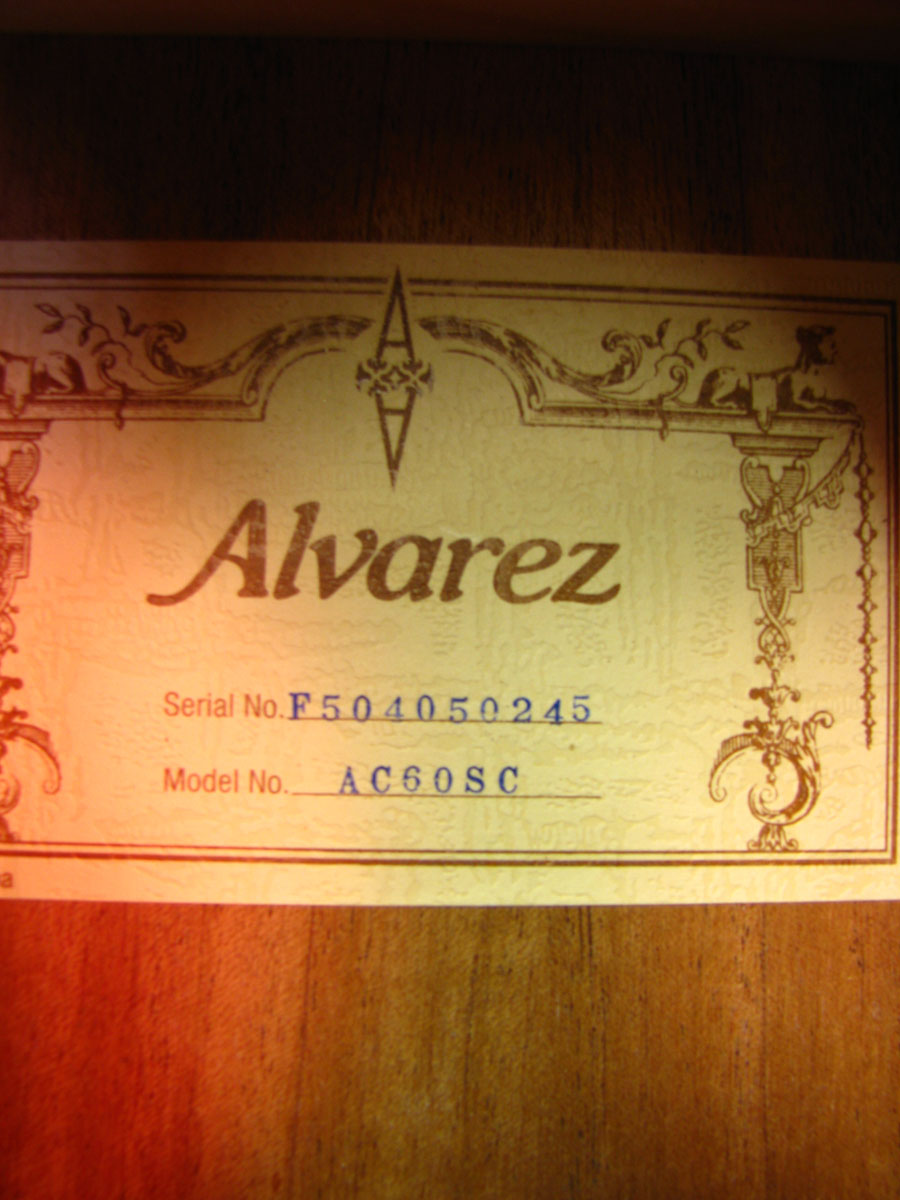 Alvarez
Serial No. F504050245
Model No. AC60SC